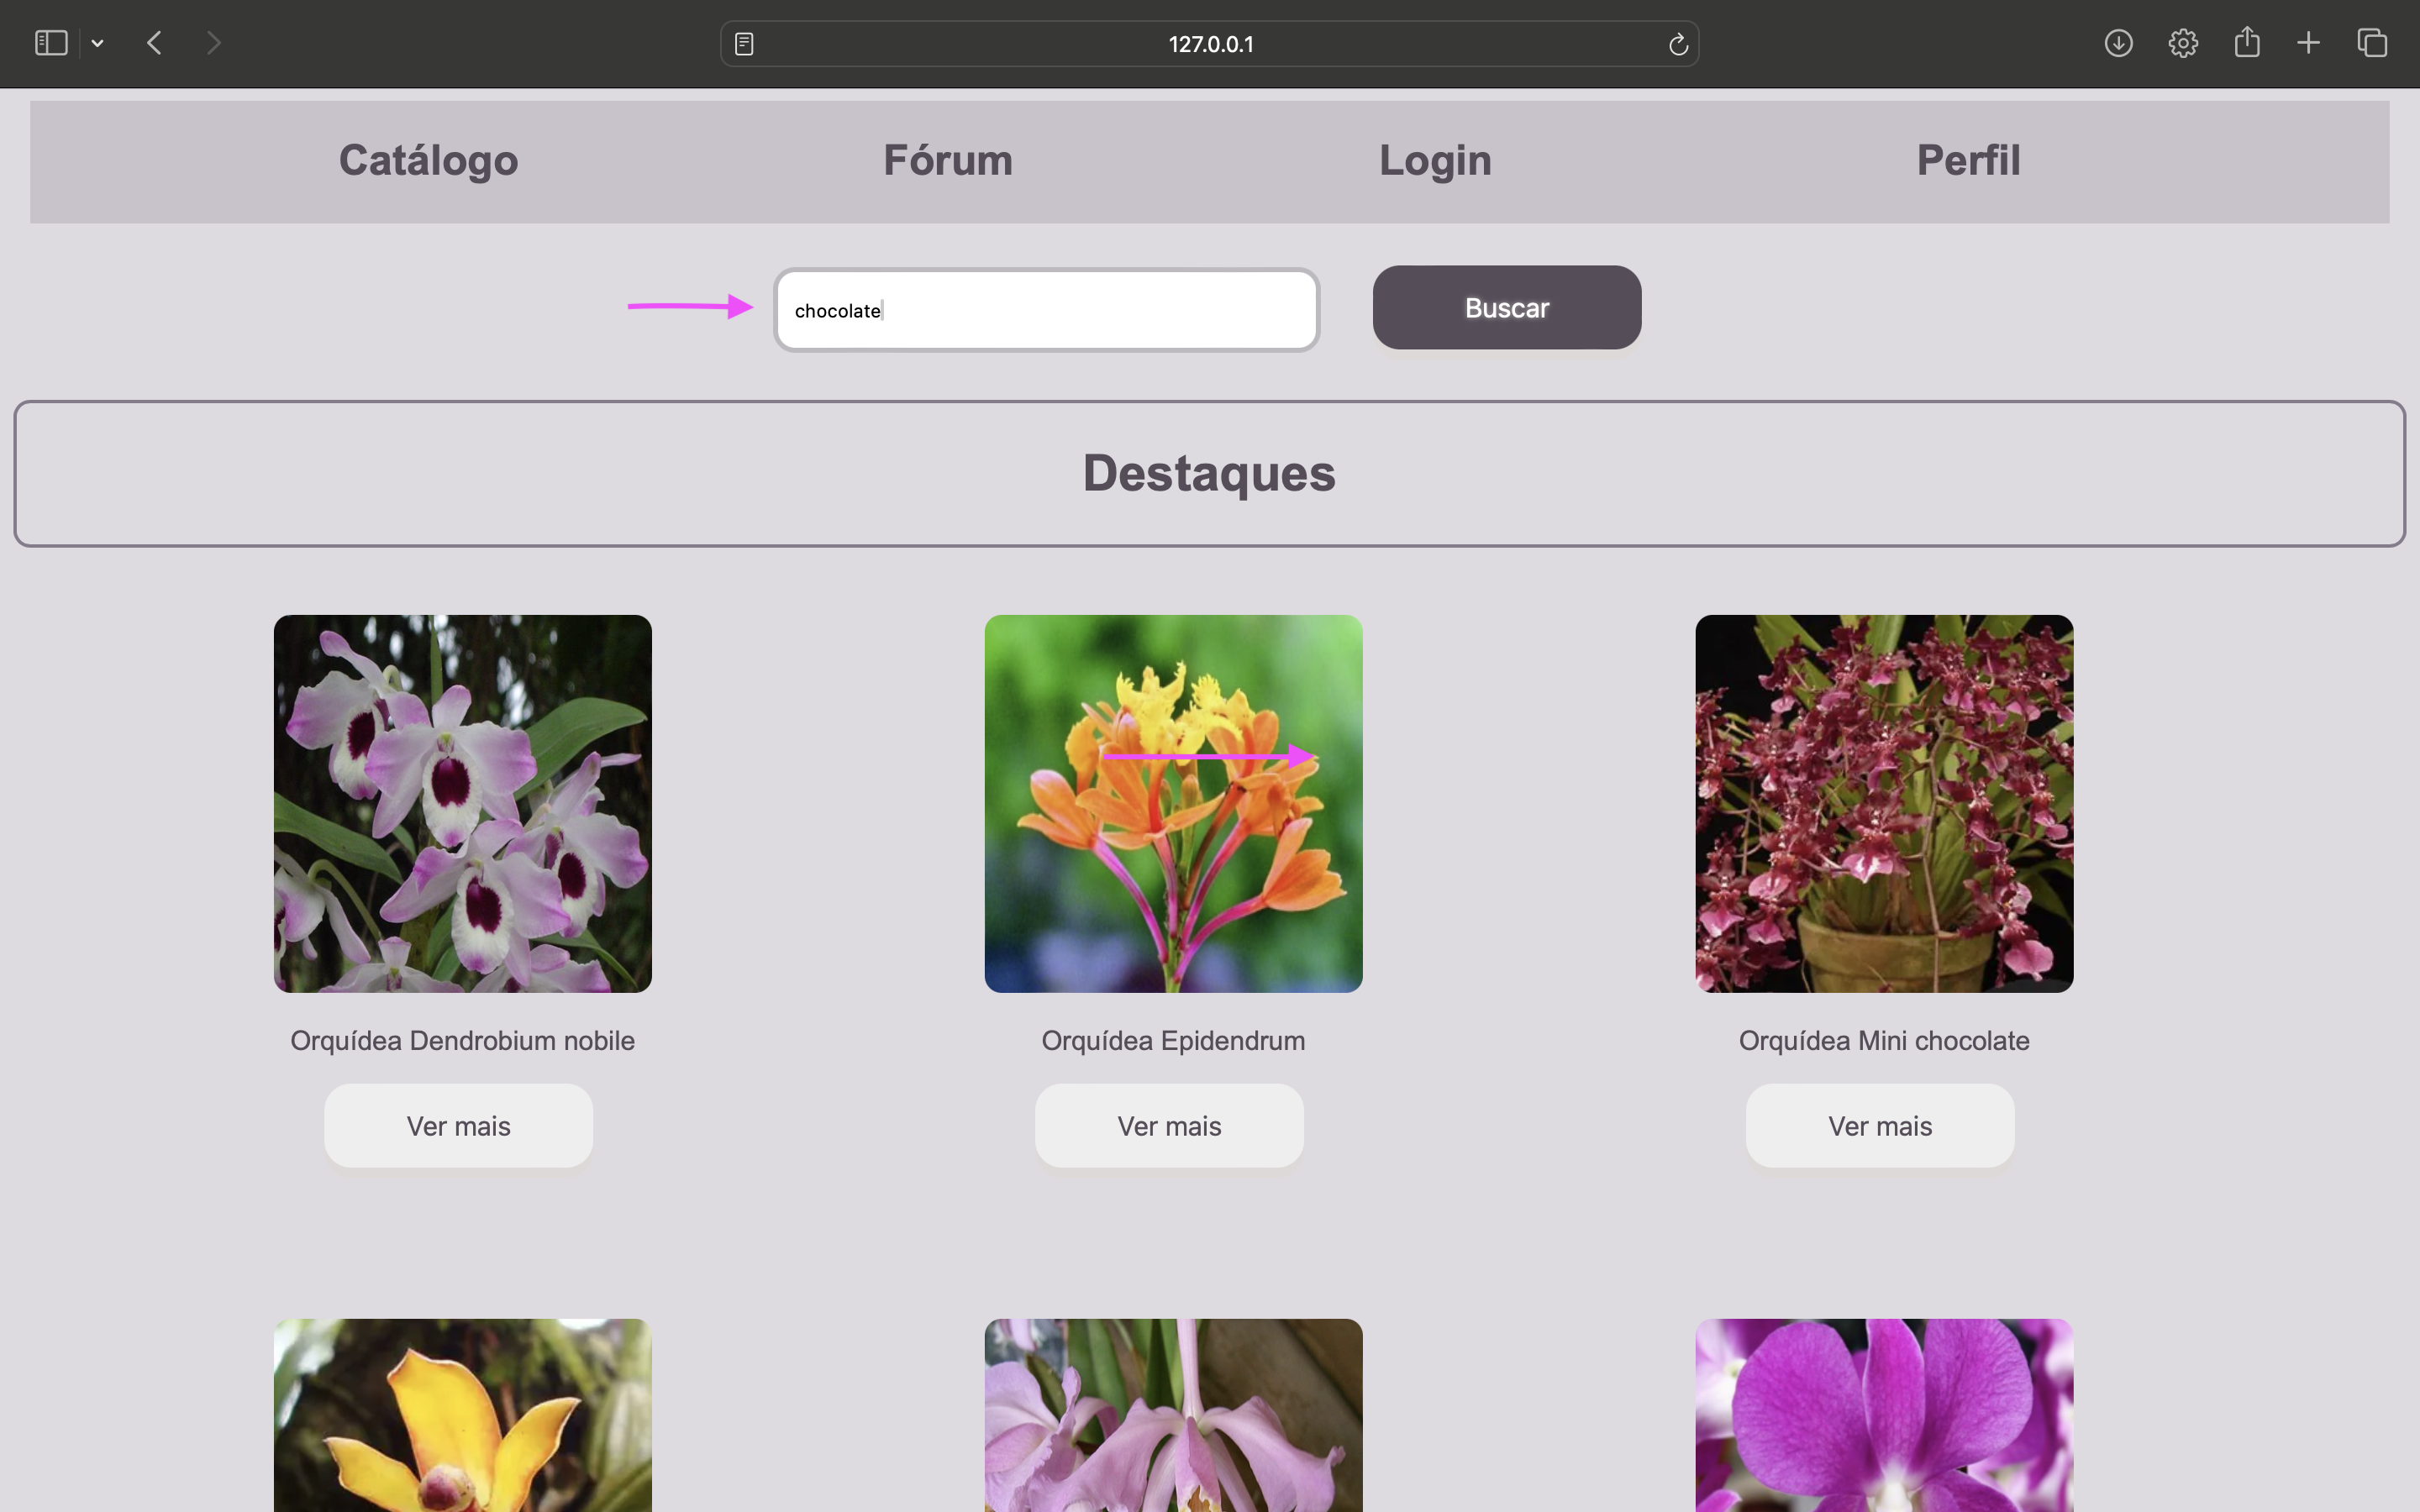 127.0.0.1
Catálogo Fórum Login Perfil
chocolate Buscar
Destaques
Orquídea Dendrobium nobile Orquídea Epidendrum Orquídea Mini chocolate
Ver mais Ver mais Ver mais